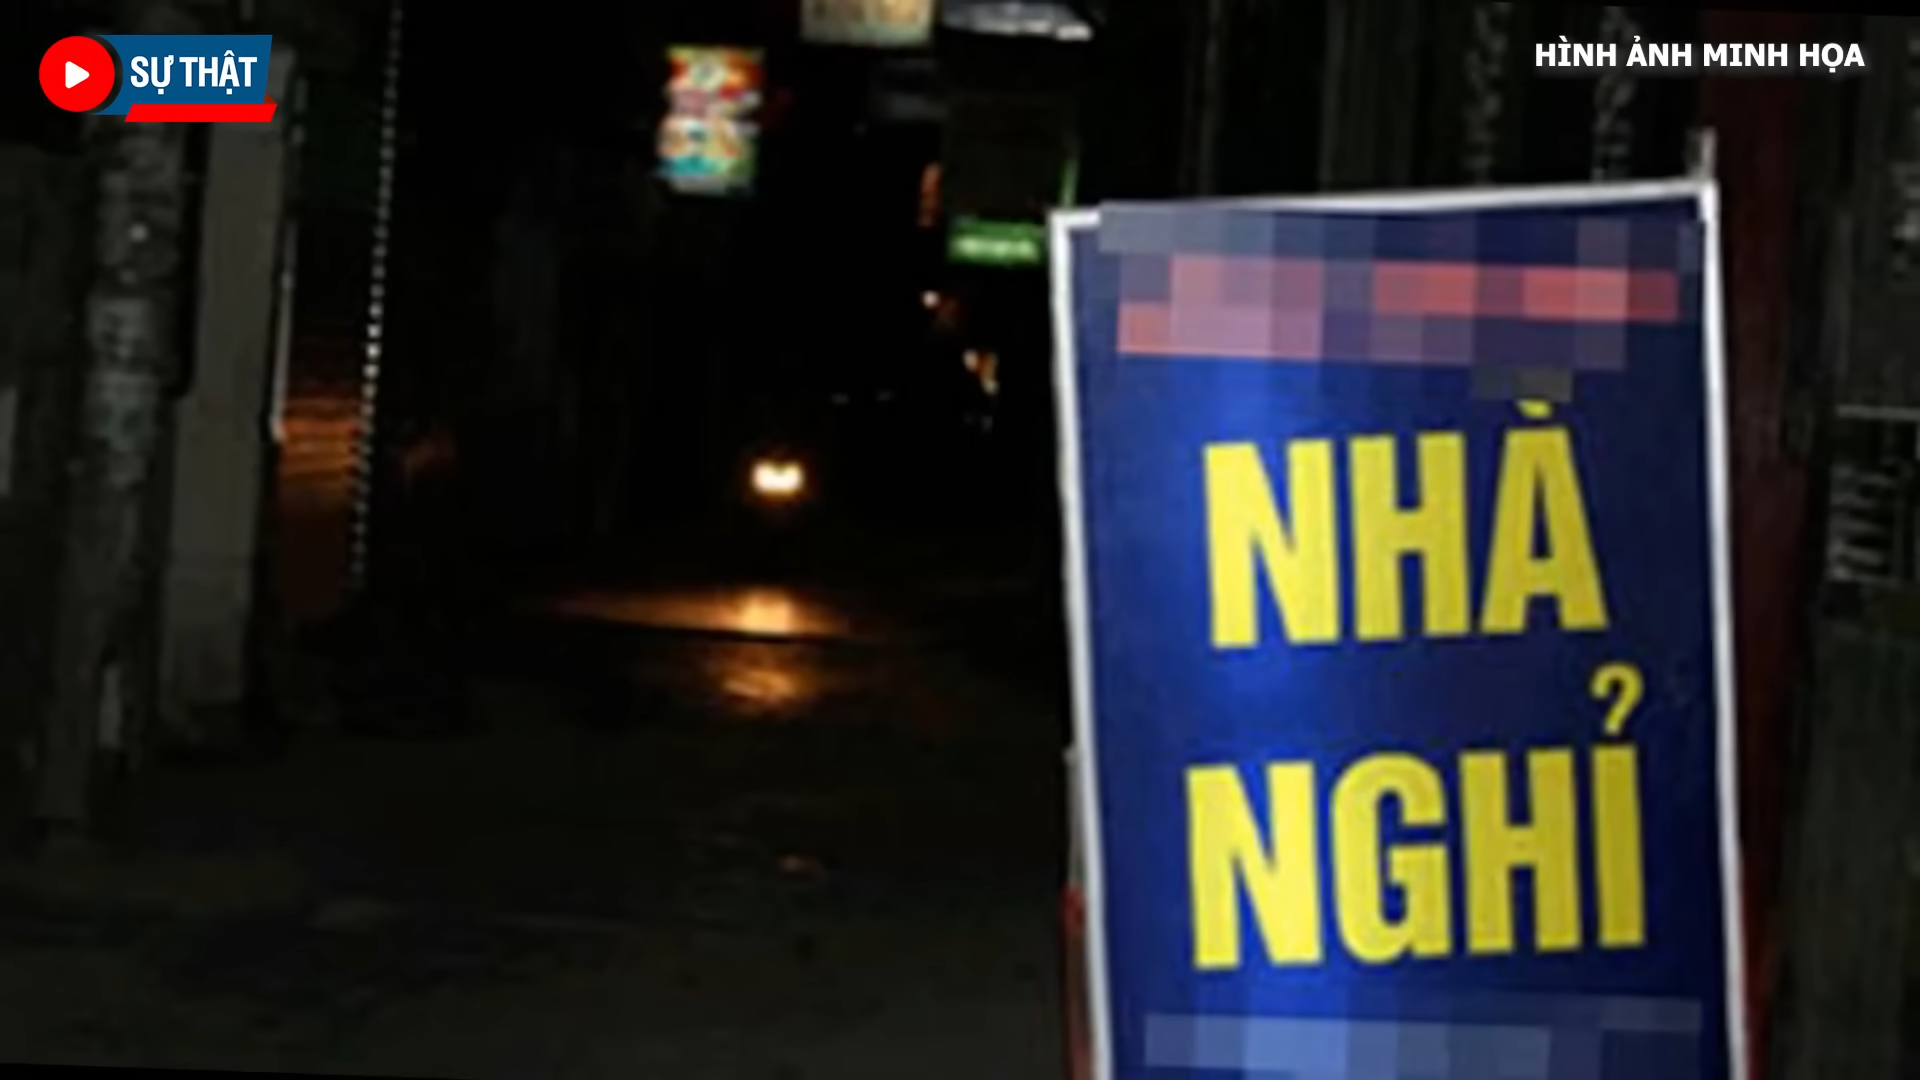 SỰ THẬT
HÌNH ẢNH MINH HỌA
NHÀ
NGHỈ